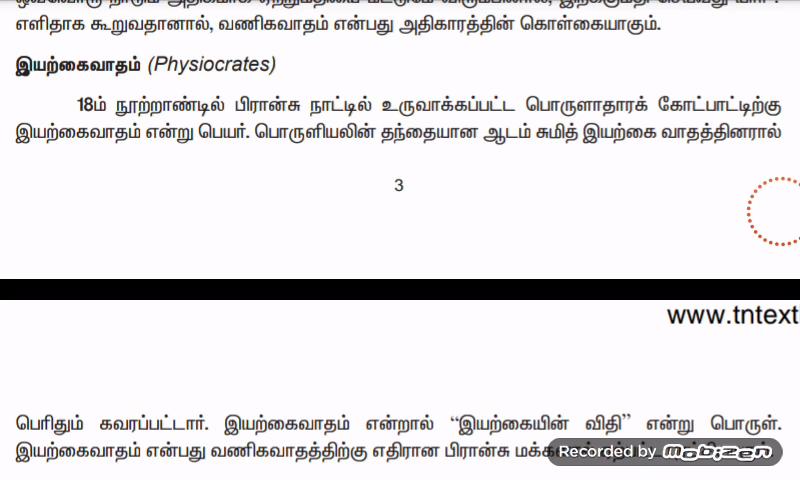 எளிதாக கூறுவதானால், வணிகவாதம் என்பது அதிகாரத்தின் கொள்கையாகும்.
இயற்கைவாதம் (Physiocrates)
18ம் நூற்றாண்டில் பிரான்சு நாட்டில் உருவாக்கப்பட்ட பொருளாதாரக் கோட்பாட்டிற்கு
இயற்கைவாதம் என்று பெயர். பொருளியலின் தந்தையான ஆடம் சுமித் இயற்கை வாதத்தினரால்
3
www.tntext
பெரிதும் கவரப்பட்டார். இயற்கைவாதம் என்றால் “இயற்கையின் விதி” என்று பொருள்.
இயற்கைவாதம் என்பது வணிகவாதத்திற்கு எதிரான பிரான்சு
Recorded by mobizen